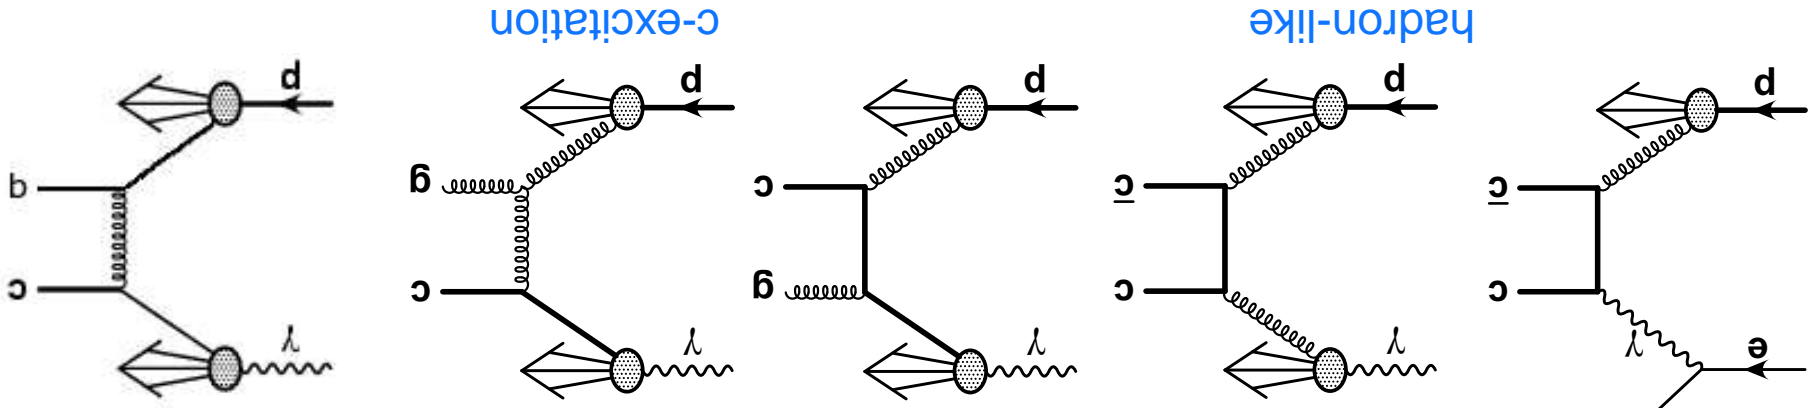 e γ γ γ γ γ
c c g c c
c̄ c̄ c g q
p p p p p
hadron-like c-excitation